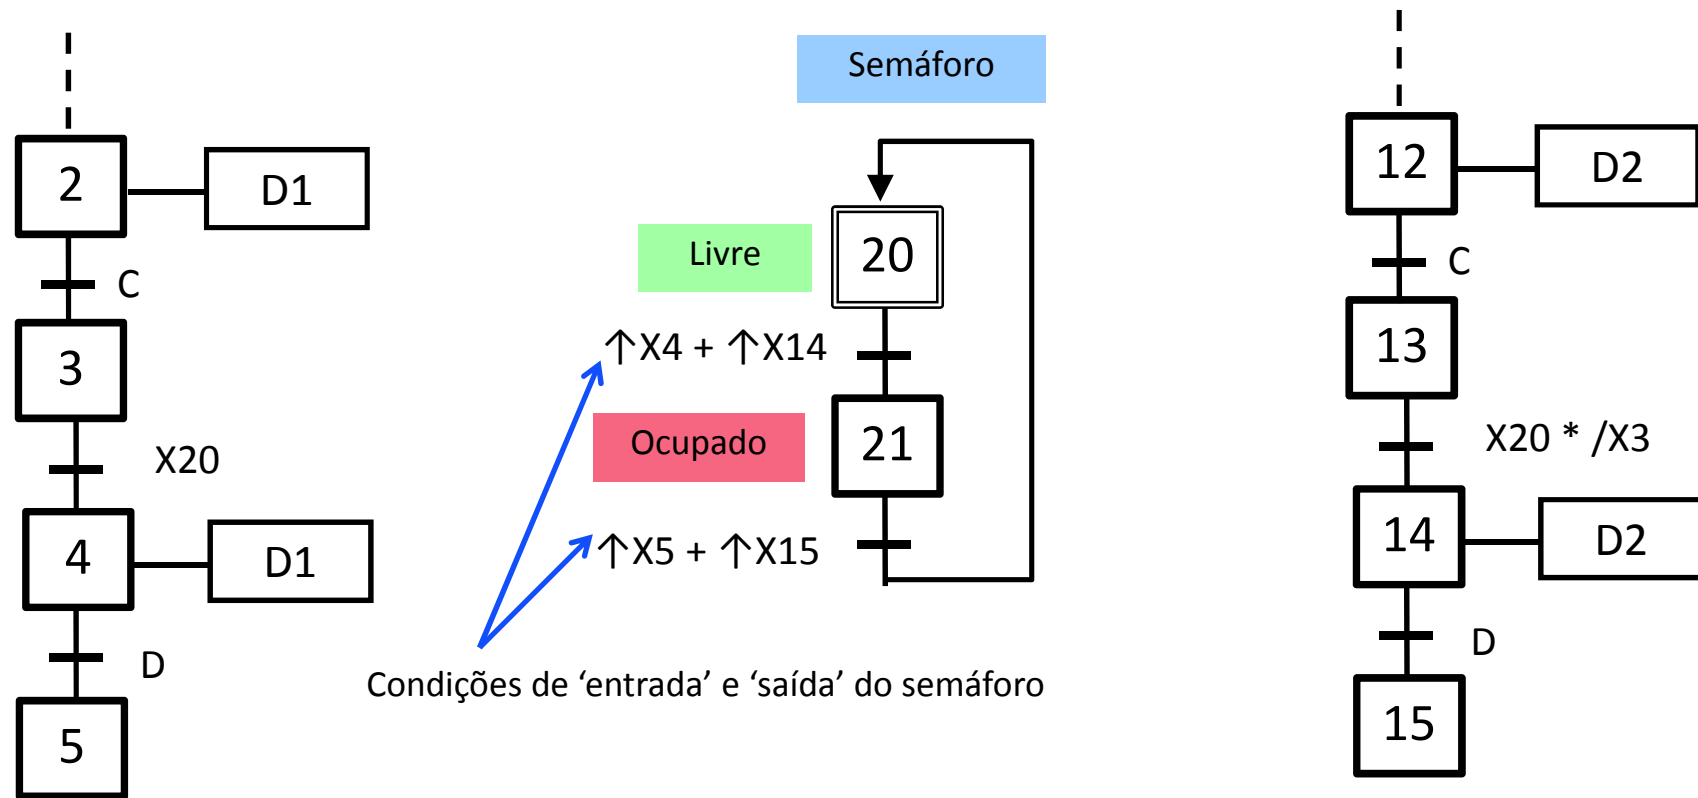 Semáforo
2
D1
C
3
X20
4
D1
D
5
Livre
20
↑X4 + ↑X14
Ocupado
21
↑X5 + ↑X15
Condições de ‘entrada’ e ‘saída’ do semáforo
12
D2
C
13
X20 * /X3
14
D2
D
15